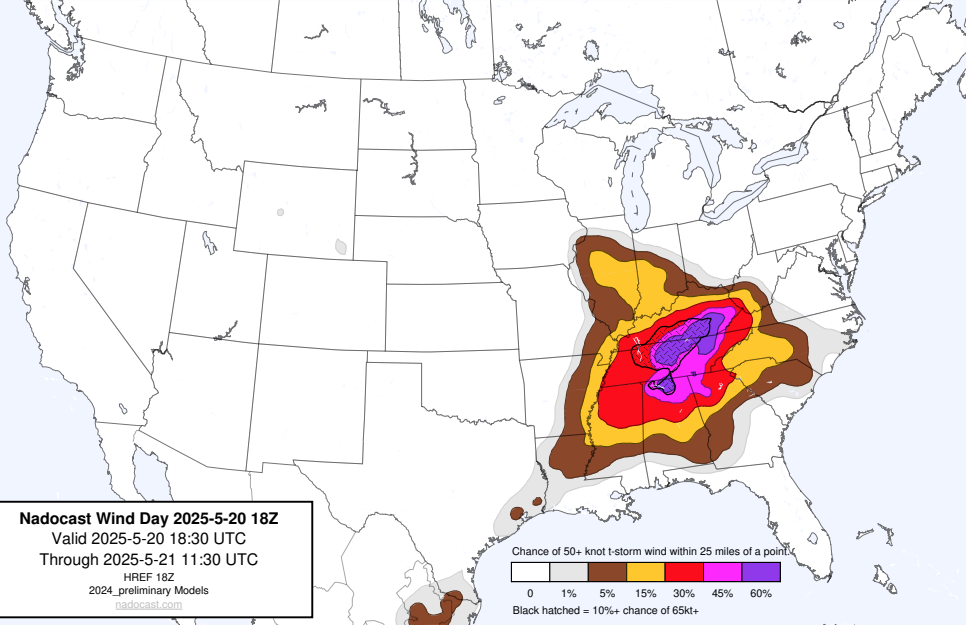 Nadocast Wind Day 2025-5-20 18Z
Valid 2025-5-20 18:30 UTC
Through 2025-5-21 11:30 UTC
HREF 18Z
2024_preliminary Models
nadocast.com
Chance of 50+ knot t-storm wind within 25 miles of a point.
0 1% 5% 15% 30% 45% 60%
Black hatched = 10%+ chance of 65kt+